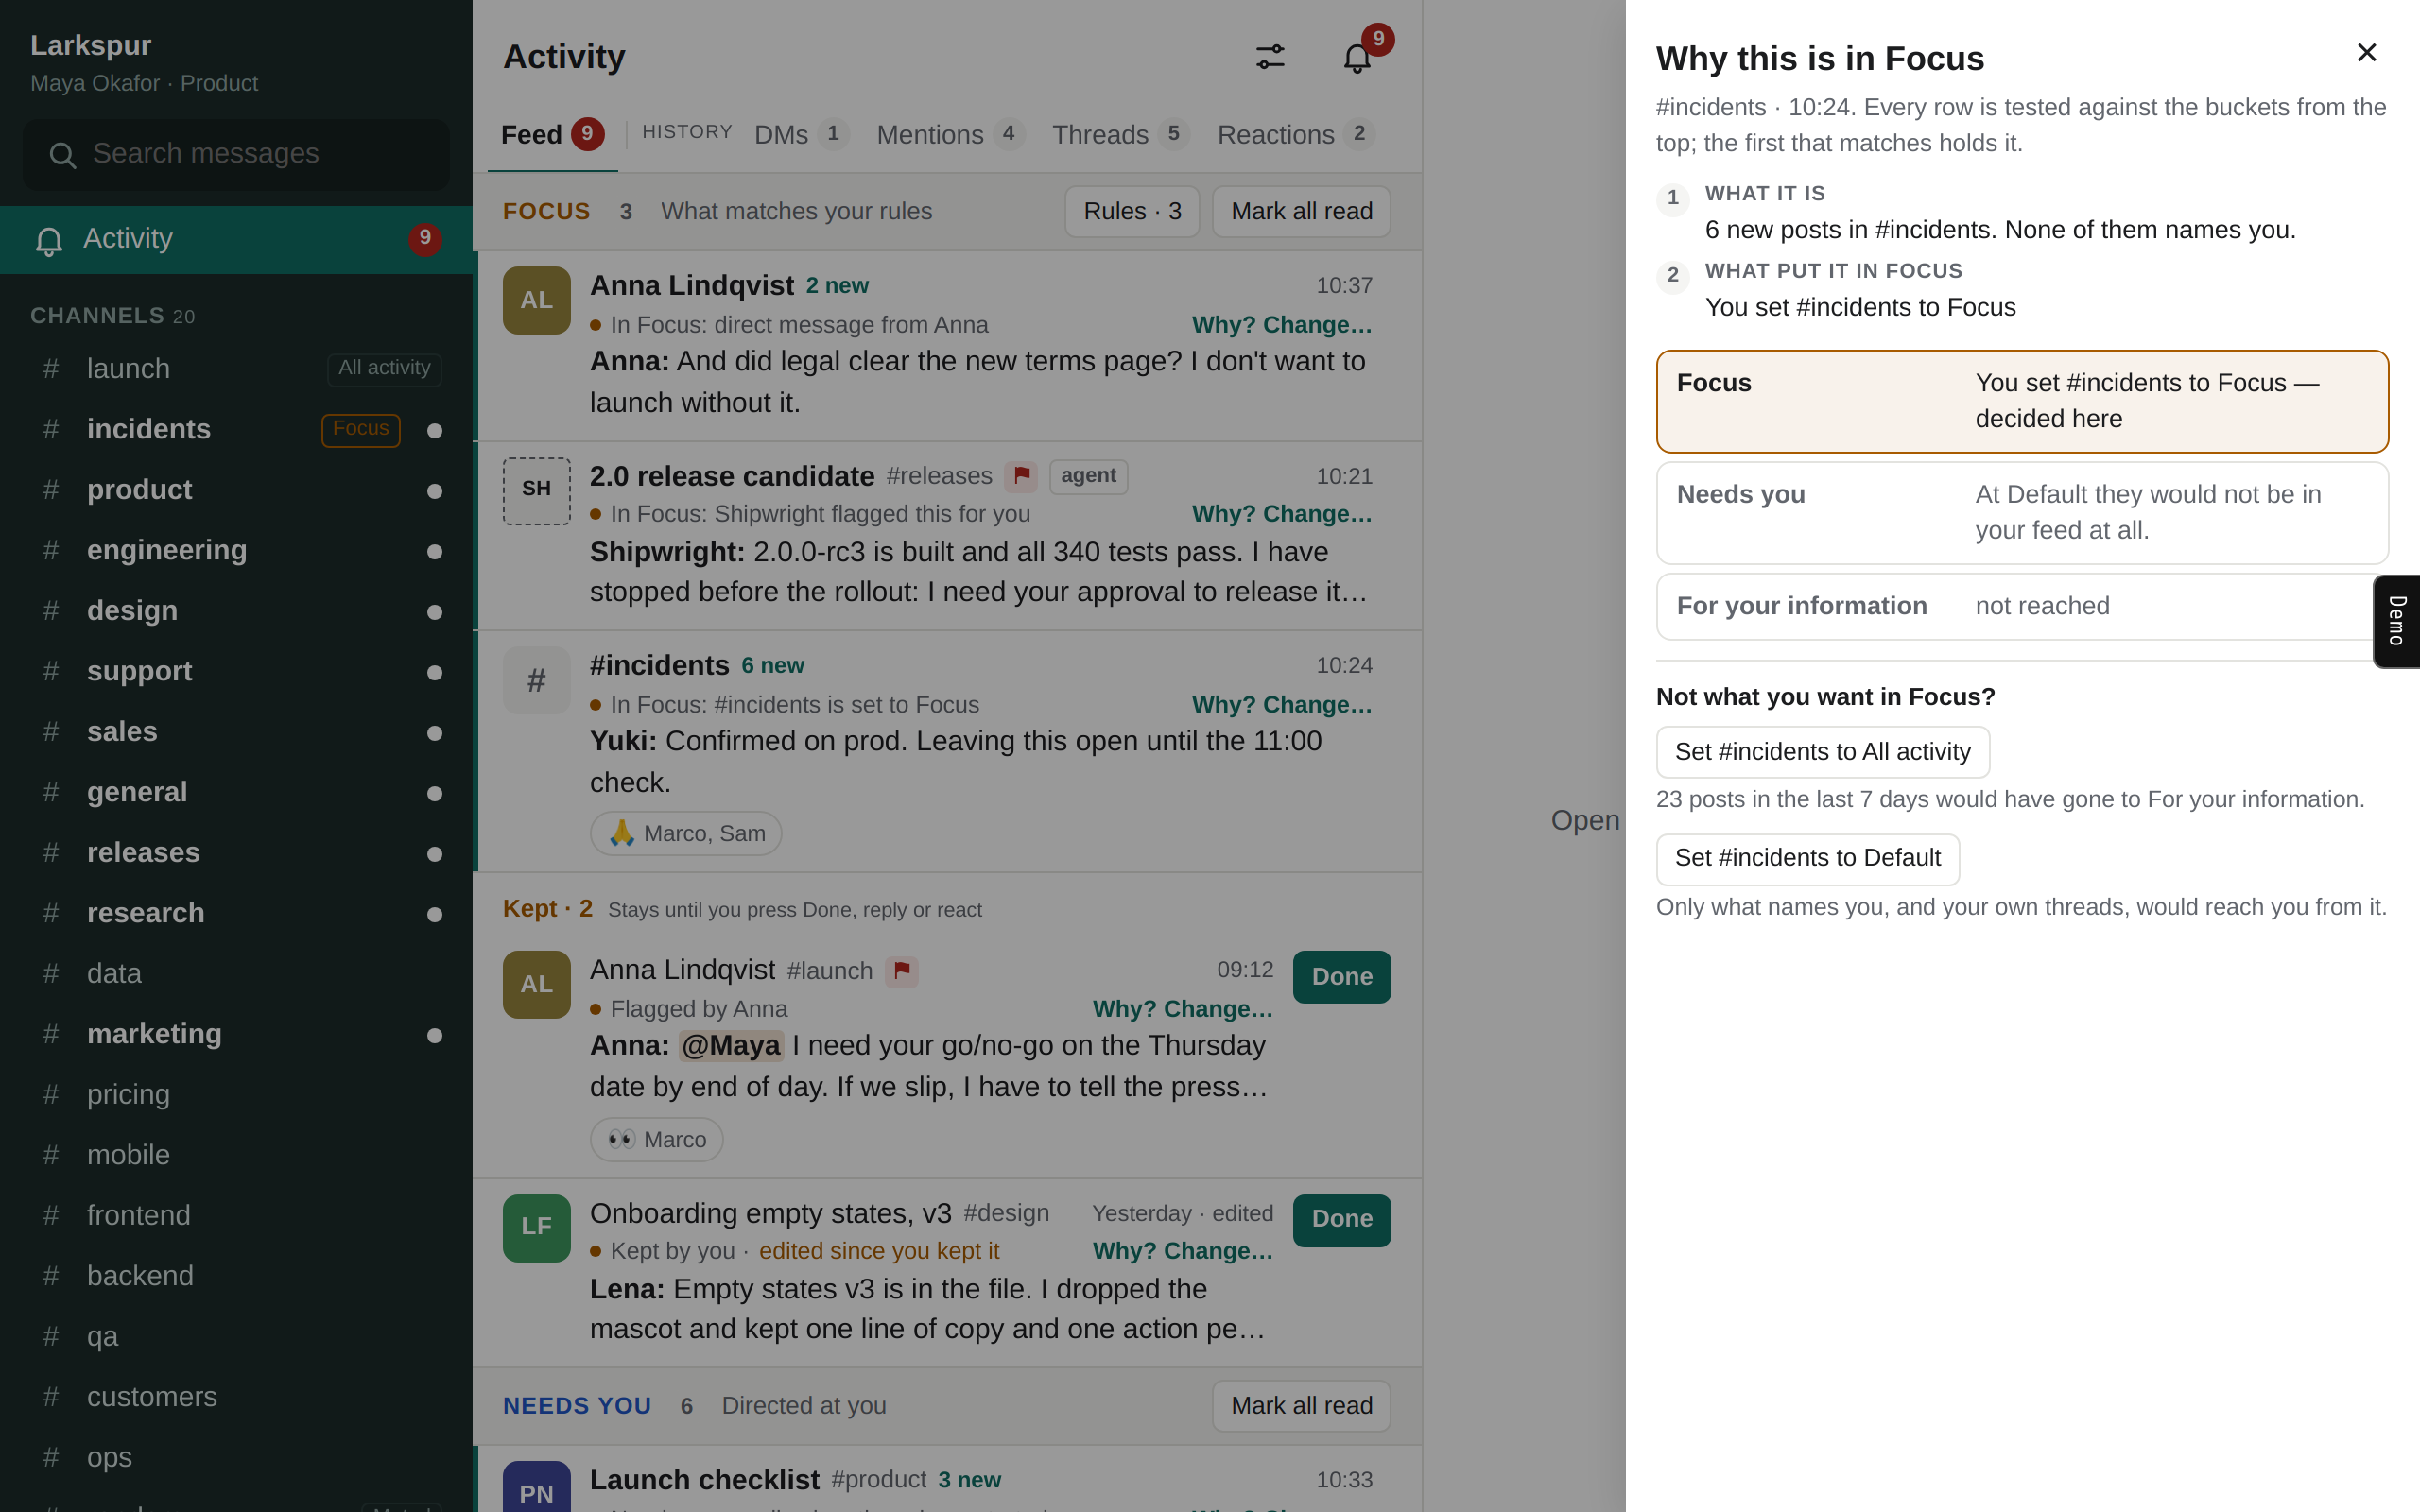 Larkspur
Maya Okafor · Product
Search messages
Activity 9
CHANNELS 20
# launch All activity
# incidents Focus
# product
# engineering
# design
# support
# sales
# general
# releases
# research
# data
# marketing
# pricing
# mobile
# frontend
# backend
# qa
# customers
# ops
Activity 9
Feed 9 HISTORY DMs 1 Mentions 4 Threads 5 Reactions 2
FOCUS 3 What matches your rules Rules · 3 Mark all read
AL Anna Lindqvist 2 new 10:37
In Focus: direct message from Anna Why? Change…
Anna: And did legal clear the new terms page? I don't want to
launch without it.
SH 2.0 release candidate #releases agent 10:21
In Focus: Shipwright flagged this for you Why? Change…
Shipwright: 2.0.0-rc3 is built and all 340 tests pass. I have
stopped before the rollout: I need your approval to release it…
# #incidents 6 new 10:24
In Focus: #incidents is set to Focus Why? Change…
Yuki: Confirmed on prod. Leaving this open until the 11:00
check.
🙏 Marco, Sam
Kept · 2 Stays until you press Done, reply or react
AL Anna Lindqvist #launch 09:12 Done
Flagged by Anna Why? Change…
Anna: @Maya I need your go/no-go on the Thursday
date by end of day. If we slip, I have to tell the press…
👀 Marco
LF Onboarding empty states, v3 #design Yesterday · edited Done
Kept by you · edited since you kept it Why? Change…
Lena: Empty states v3 is in the file. I dropped the
mascot and kept one line of copy and one action pe…
NEEDS YOU 6 Directed at you Mark all read
PN Launch checklist #product 3 new 10:33
Open
Why this is in Focus
#incidents · 10:24. Every row is tested against the buckets from the
top; the first that matches holds it.
1 WHAT IT IS
6 new posts in #incidents. None of them names you.
2 WHAT PUT IT IN FOCUS
You set #incidents to Focus
Focus You set #incidents to Focus —
decided here
Needs you At Default they would not be in
your feed at all.
For your information not reached
Demo
Not what you want in Focus?
Set #incidents to All activity
23 posts in the last 7 days would have gone to For your information.
Set #incidents to Default
Only what names you, and your own threads, would reach you from it.